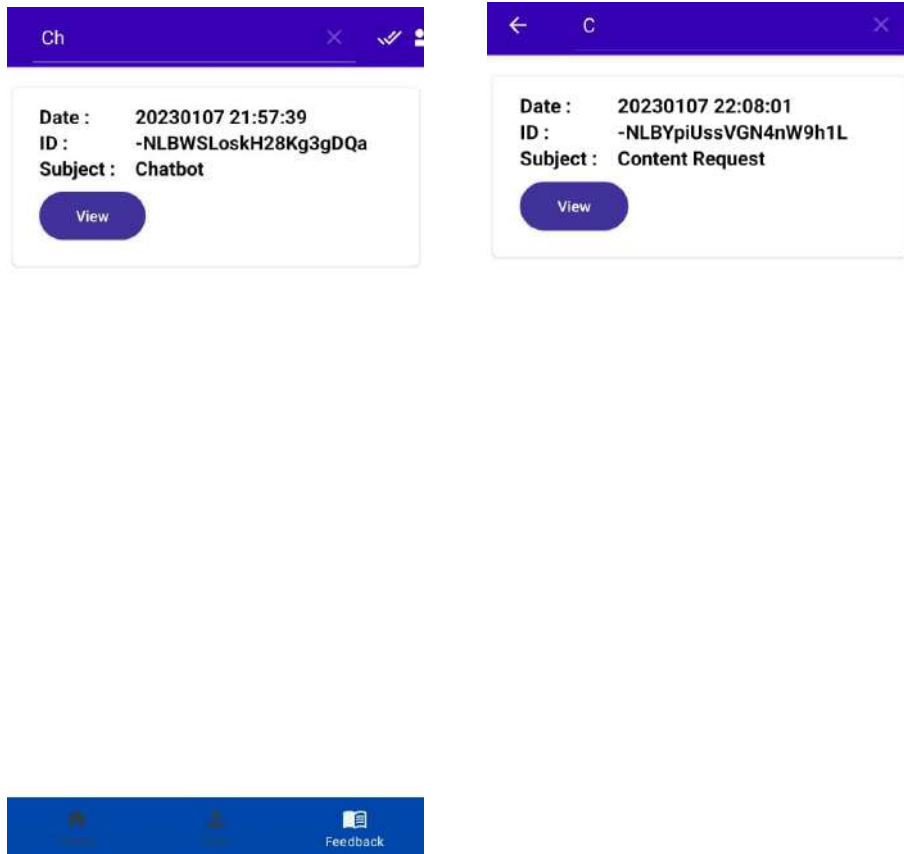 Ch
Date : 20230107 21:57:39
ID : -NLBWSLoskH28Kg3gDQa
Subject : Chatbot
View
Feedback
C
Date : 20230107 22:08:01
ID : -NLBYpiUssVGN4nW9h1L
Subject : Content Request
View